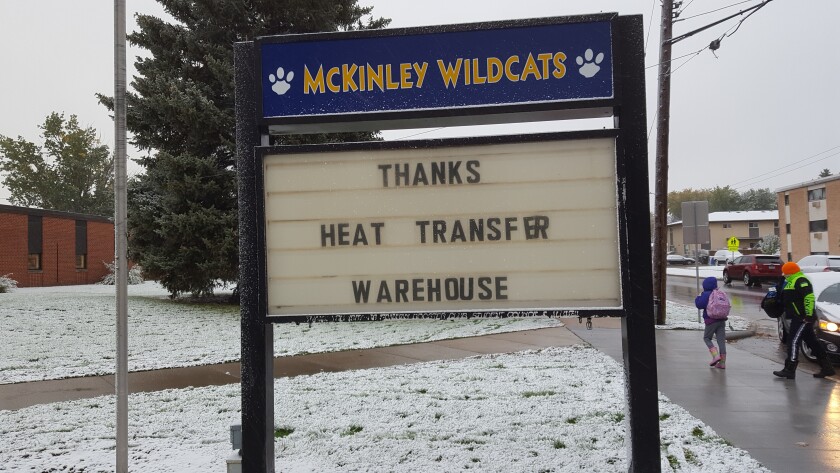 McKINLEY WILDCATS
THANKS
HEAT TRANSFER
WAREHOUSE